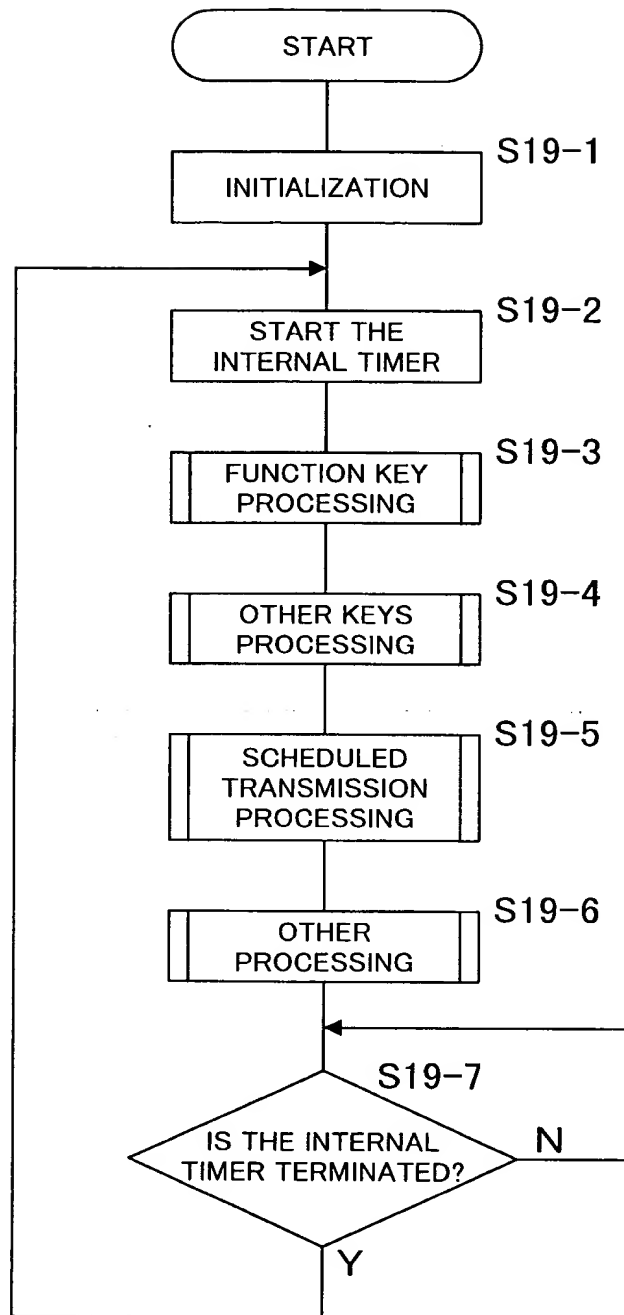 START
S19-1
INITIALIZATION
S19-2
START THE
INTERNAL TIMER
S19-3
FUNCTION KEY
PROCESSING
S19-4
OTHER KEYS
PROCESSING
S19-5
SCHEDULED
TRANSMISSION
PROCESSING
S19-6
OTHER
PROCESSING
S19-7
IS THE INTERNAL
TIMER TERMINATED?
N
Y